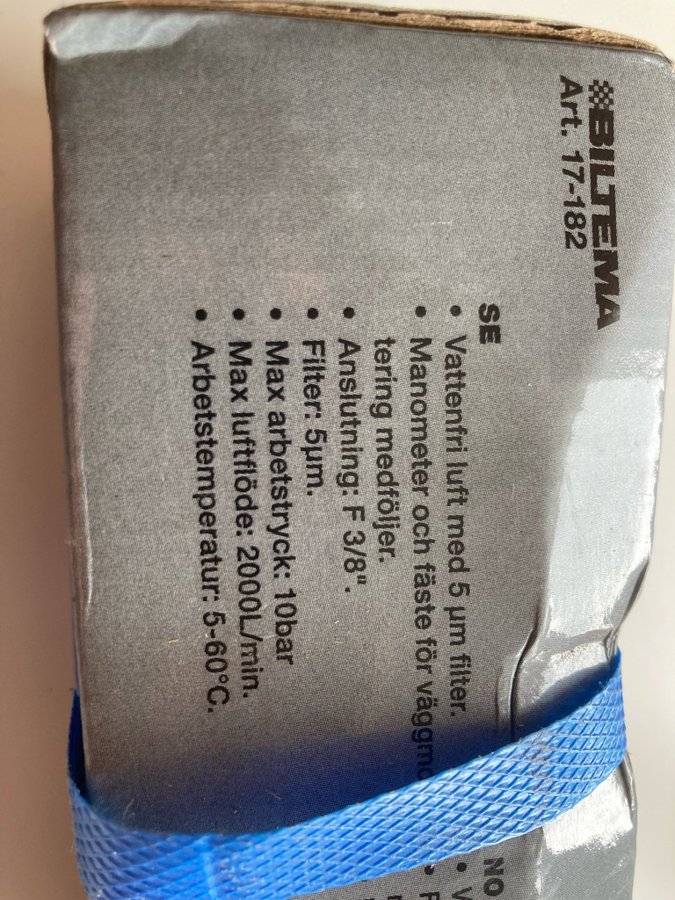 BILTEMA
Art. 17-182
SE
• Vattenfri luft med 5 µm filter.
• Manometer och fäste för väggmo
tering medföljer.
• Anslutning: F 3/8".
• Filter: 5µm.
• Max arbetstryck: 10bar
• Max luftflöde: 2000L/min.
• Arbetstemperatur: 5-60°C.
NO
• V